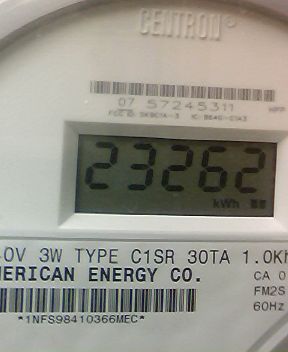 CENTRON®
07 57245311
23262
kWh
0V 3W TYPE C1SR 30TA 1.0Kh
MERICAN ENERGY CO.
CA 0
FM2S
60Hz
*1NFS98410366MEC*